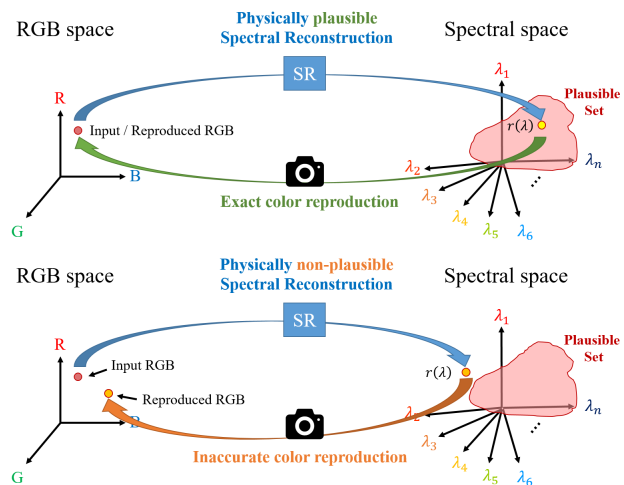 RGB space
Physically plausible
Spectral Reconstruction
Spectral space
SR
λ₁
Plausible
Set
R
Input / Reproduced RGB
r(λ)
B
λ₂
λₙ
λ₃
...
λ₄
λ₅
λ₆
Exact color reproduction
G
RGB space
Physically non-plausible
Spectral Reconstruction
Spectral space
SR
λ₁
Plausible
Set
R
Input RGB
r(λ)
Reproduced RGB
B
λ₂
λₙ
λ₃
...
λ₄
λ₅
λ₆
Inaccurate color reproduction
G